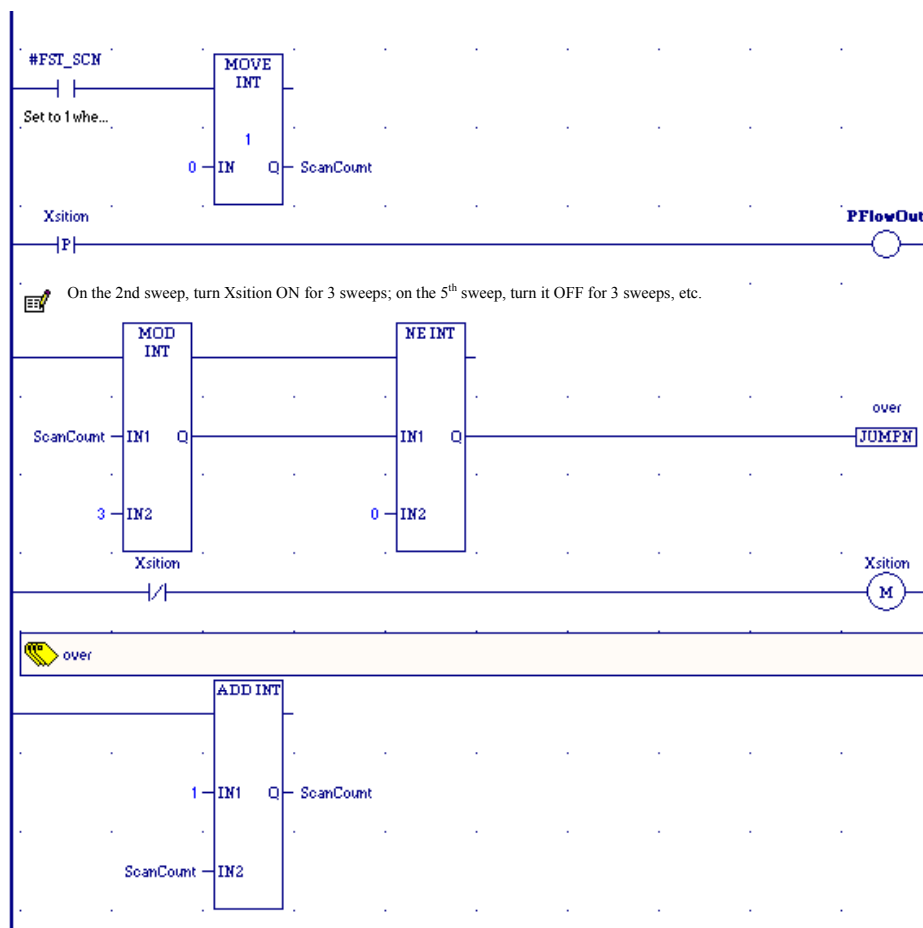 #FST_SCN
MOVE
INT
Set to 1 whe...
1
0 IN Q ScanCount
Xsition PFlowOut
P
On the 2nd sweep, turn Xsition ON for 3 sweeps; on the 5th sweep, turn it OFF for 3 sweeps, etc.
MOD NE INT
INT
over
ScanCount IN1 Q IN1 Q JUMPN
3 IN2 0 IN2
Xsition Xsition
M
over
ADD INT
1 IN1 Q ScanCount
ScanCount IN2